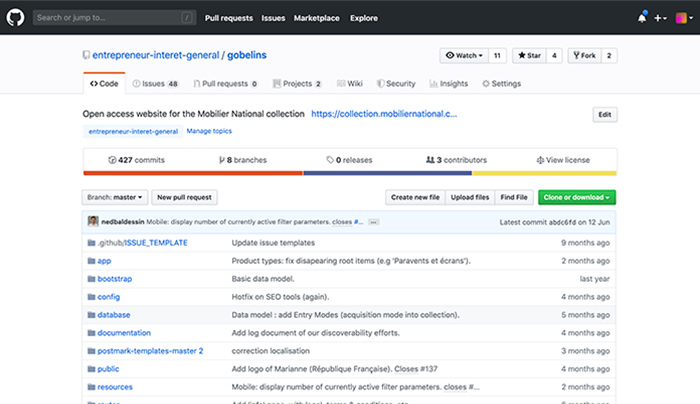 Search or jump to... / Pull requests Issues Marketplace Explore
entrepreneur-interet-general / gobelins Watch 11 Star 4 Fork 2
Code Issues 48 Pull requests 0 Projects 2 Wiki Security Insights Settings
Open access website for the Mobilier National collection https://collection.mobiliernational.c... Edit
entrepreneur-interet-general Manage topics
427 commits 8 branches 0 releases 3 contributors View license
Branch: master New pull request Create new file Upload files Find File Clone or download
nedbaldessin Mobile: display number of currently active filter parameters. closes #... ... Latest commit abdc6fd on 12 Jun
.github/ISSUE_TEMPLATE Update issue templates 9 months ago
app Product types: fix disapearing root items (e.g 'Paravents et écrans'). 2 months ago
bootstrap Basic data model. last year
config Hotfix on SEO tools (again). 4 months ago
database Data model : add Entry Modes (acquisition mode into collection). 5 months ago
documentation Add log document of our discoverability efforts. 4 months ago
postmark-templates-master 2 correction localisation 3 months ago
public Add logo of Marianne (République Française). Closes #137 4 months ago
resources Mobile: display number of currently active filter parameters. closes #... 2 months ago